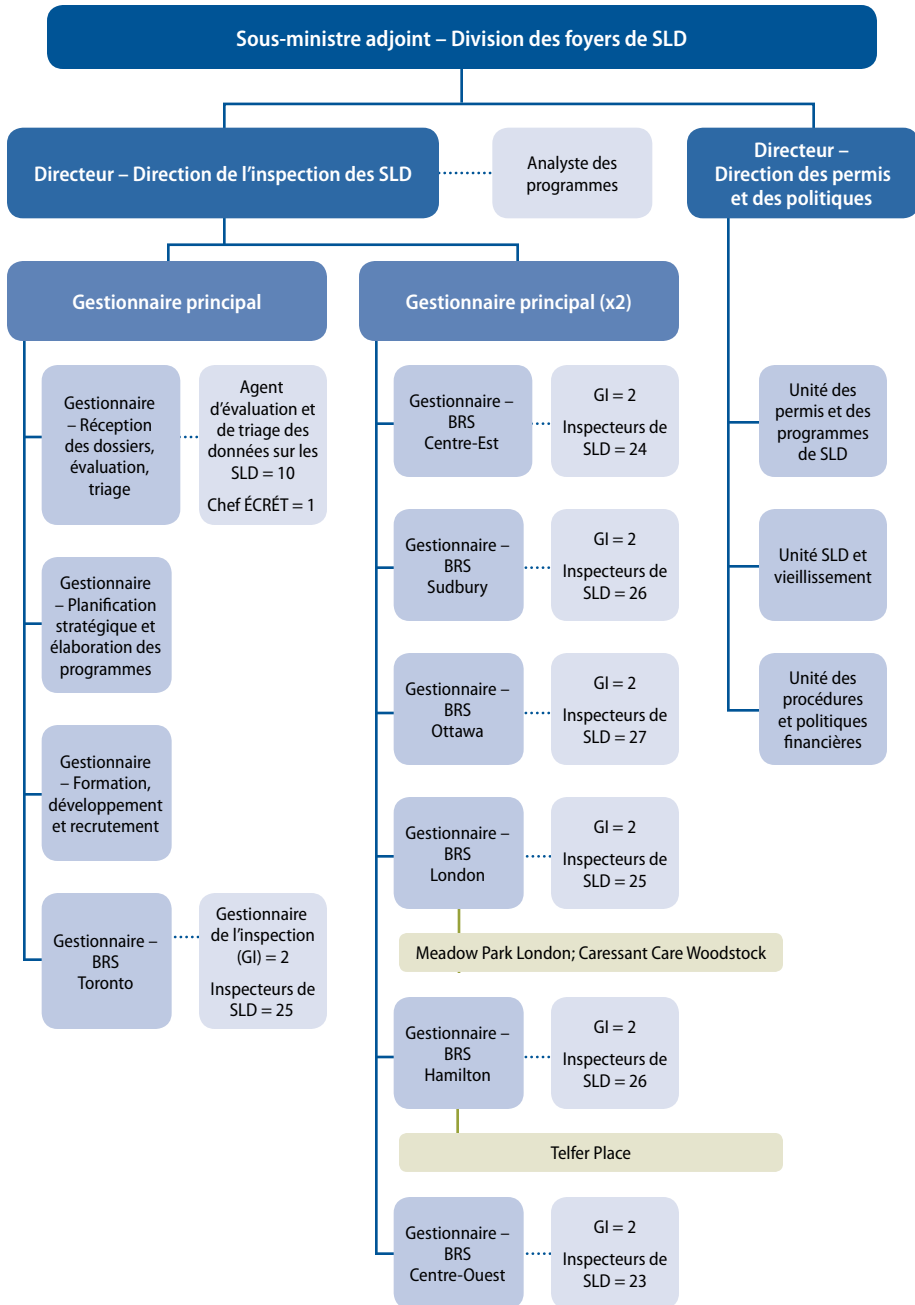 Sous-ministre adjoint – Division des foyers de SLD
Directeur – Direction de l'inspection des SLD
Analyste des
programmes
Directeur –
Direction des permis
et des politiques
Gestionnaire principal
Gestionnaire
– Réception
des dossiers,
évaluation,
triage
Agent
d'évaluation et
de triage des
données sur les
SLD = 10
Chef ÉCRÉT = 1
Gestionnaire
– Planification
stratégique et
élaboration des
programmes
Gestionnaire
– Formation,
développement
et recrutement
Gestionnaire –
BRS
Toronto
Gestionnaire
de l'inspection
(GI) = 2
Inspecteurs de
SLD = 25
Gestionnaire principal (x2)
Gestionnaire –
BRS
Centre-Est
GI = 2
Inspecteurs de
SLD = 24
Gestionnaire –
BRS
Sudbury
GI = 2
Inspecteurs de
SLD = 26
Gestionnaire –
BRS
Ottawa
GI = 2
Inspecteurs de
SLD = 27
Gestionnaire –
BRS
London
GI = 2
Inspecteurs de
SLD = 25
Meadow Park London; Caressant Care Woodstock
Gestionnaire –
BRS
Hamilton
GI = 2
Inspecteurs de
SLD = 26
Telfer Place
Gestionnaire –
BRS
Centre-Ouest
GI = 2
Inspecteurs de
SLD = 23
Unité des
permis et des
programmes
de SLD
Unité SLD et
vieillissement
Unité des
procédures
et politiques
financières